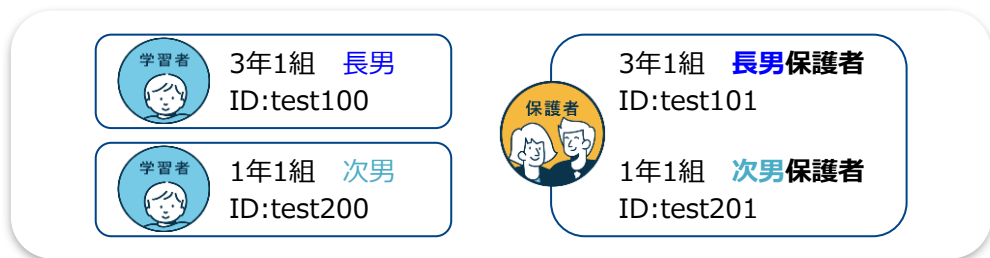 学習者
3年1組　長男
ID:test100
学習者
1年1組　次男
ID:test200
保護者
3年1組　長男保護者
ID:test101
1年1組　次男保護者
ID:test201